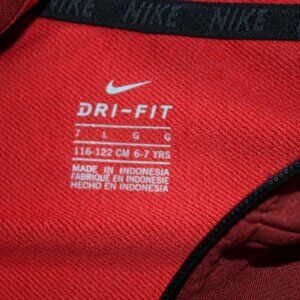 NIKE NIKE
DRI-FIT
7 L G G
116-122 CM 6-7 YRS
MADE IN INDONESIA
FABRIQUÉ EN INDONESIE
HECHO EN INDONESIA